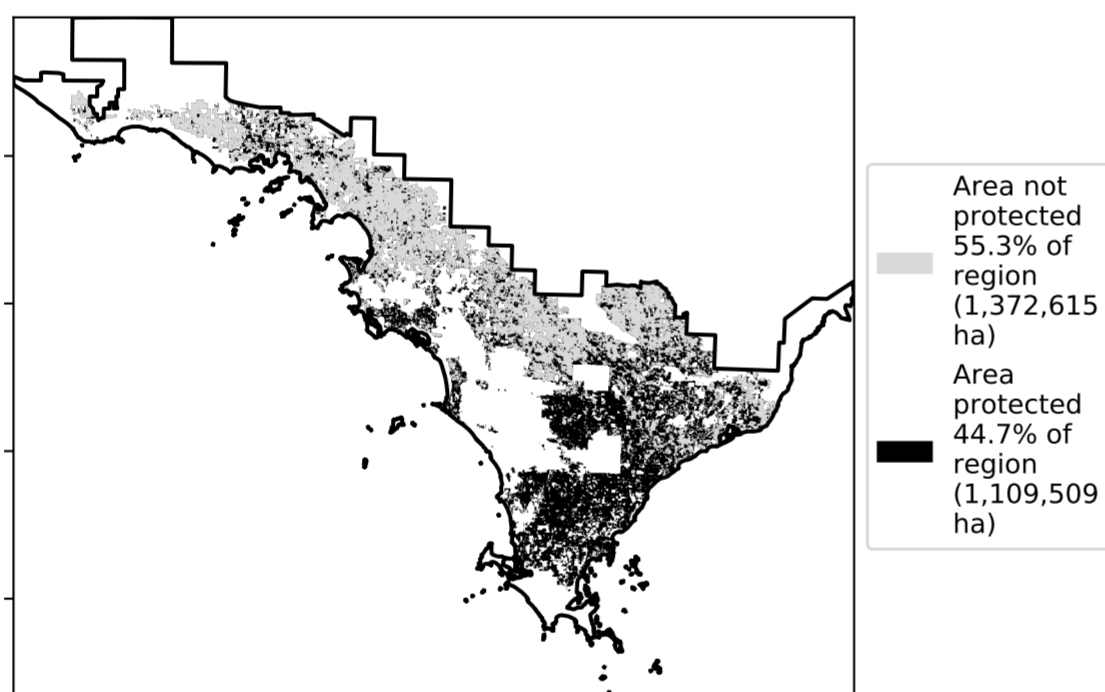 Area not
protected
55.3% of
region
(1,372,615
ha)
Area
protected
44.7% of
region
(1,109,509
ha)